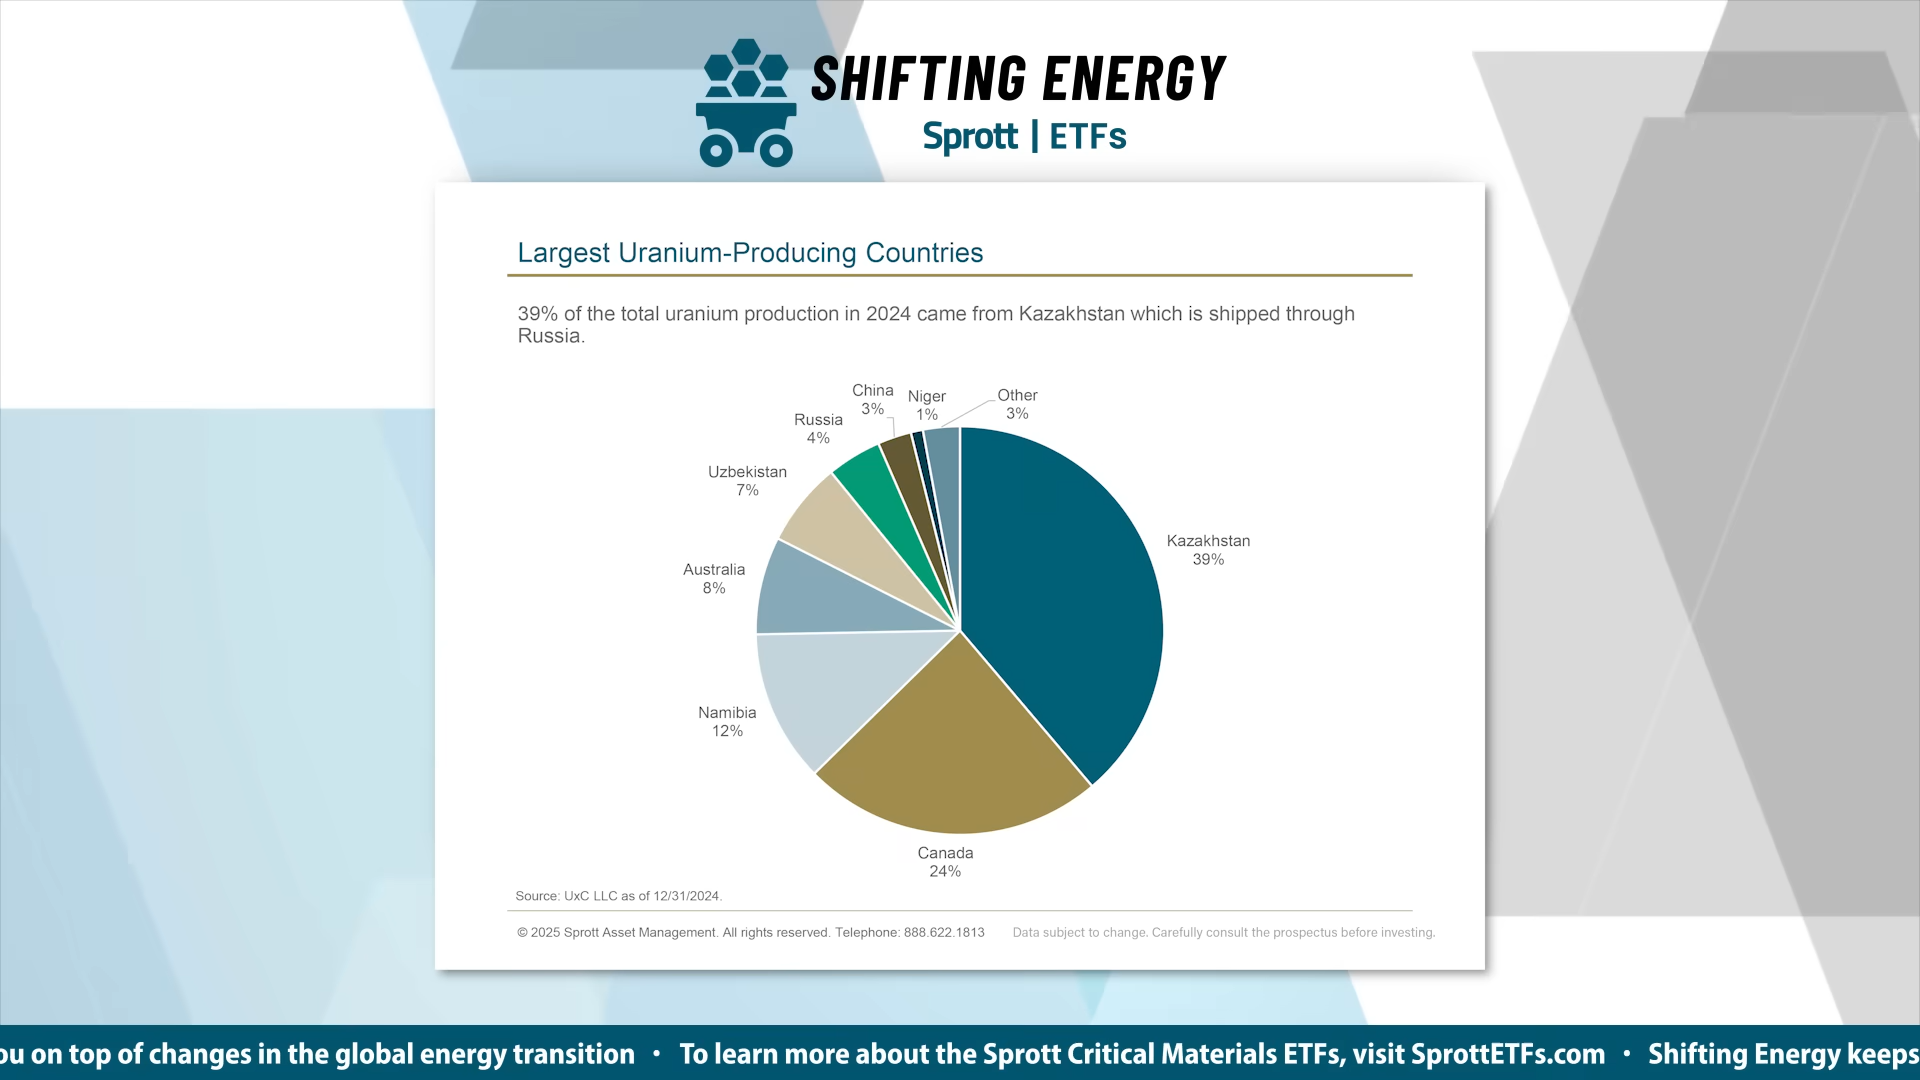 SHIFTING ENERGY
Sprott | ETFs
Largest Uranium-Producing Countries
39% of the total uranium production in 2024 came from Kazakhstan which is shipped through
Russia.
China
3%
Niger
1%
Other
3%
Russia
4%
Uzbekistan
7%
Kazakhstan
39%
Australia
8%
Namibia
12%
Canada
24%
Source: UxC LLC as of 12/31/2024.
© 2025 Sprott Asset Management. All rights reserved. Telephone: 888.622.1813 Data subject to change. Carefully consult the prospectus before investing.
ou on top of changes in the global energy transition • To learn more about the Sprott Critical Materials ETFs, visit SprottETFs.com • Shifting Energy keeps